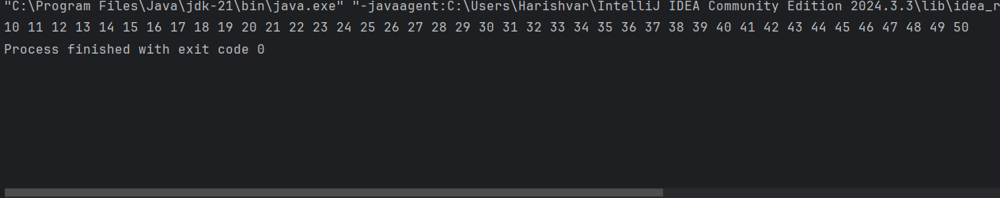 "C:\Program Files\Java\jdk-21\bin\java.exe" "-javaagent:C:\Users\Harishvar\IntelliJ IDEA Community Edition 2024.3.3\lib\idea_r
10 11 12 13 14 15 16 17 18 19 20 21 22 23 24 25 26 27 28 29 30 31 32 33 34 35 36 37 38 39 40 41 42 43 44 45 46 47 48 49 50
Process finished with exit code 0